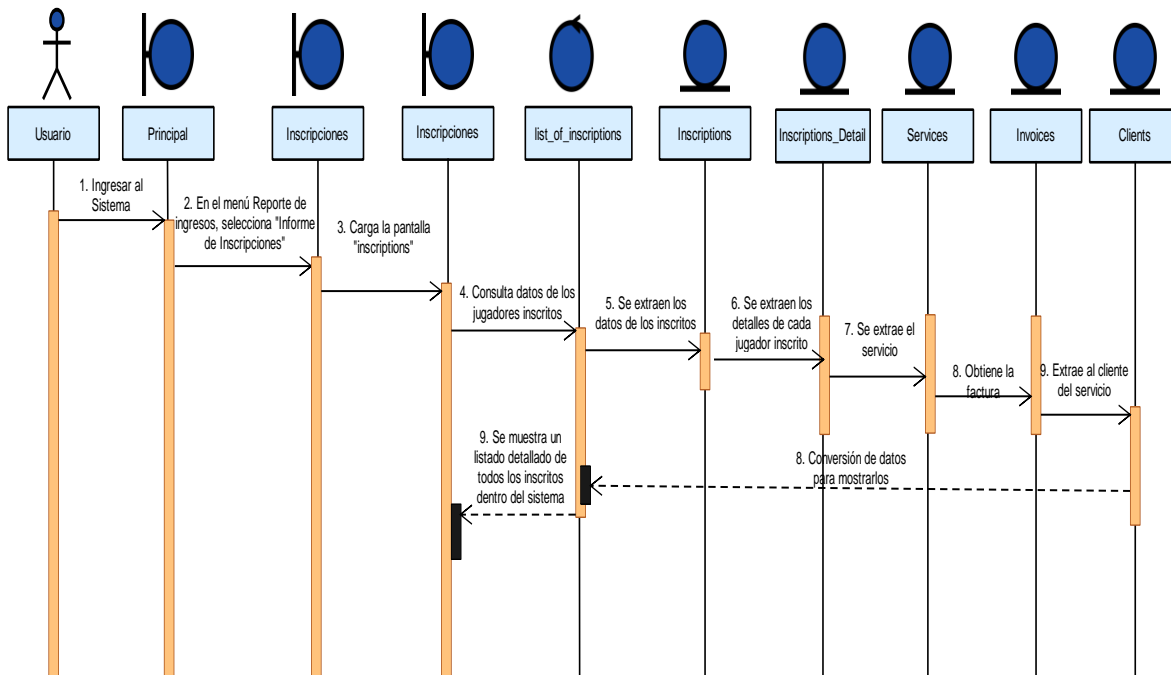 Usuario
Principal
Inscripciones
Inscripciones
list_of_inscriptions
Inscriptions
Inscriptions_Detail
Services
Invoices
Clients
1. Ingresar al
Sistema
2. En el menú Reporte de
ingresos, selecciona "Informe
de Inscripciones"
3. Carga la pantalla
"inscriptions"
4. Consulta datos de los
jugadores inscritos
5. Se extraen los
datos de los inscritos
6. Se extraen los
detalles de cada
jugador inscrito
7. Se extrae el
servicio
8. Obtiene la
factura
9. Extrae al cliente
del servicio
8. Conversión de datos
para mostrarlos
9. Se muestra un
listado detallado de
todos los inscritos
dentro del sistema